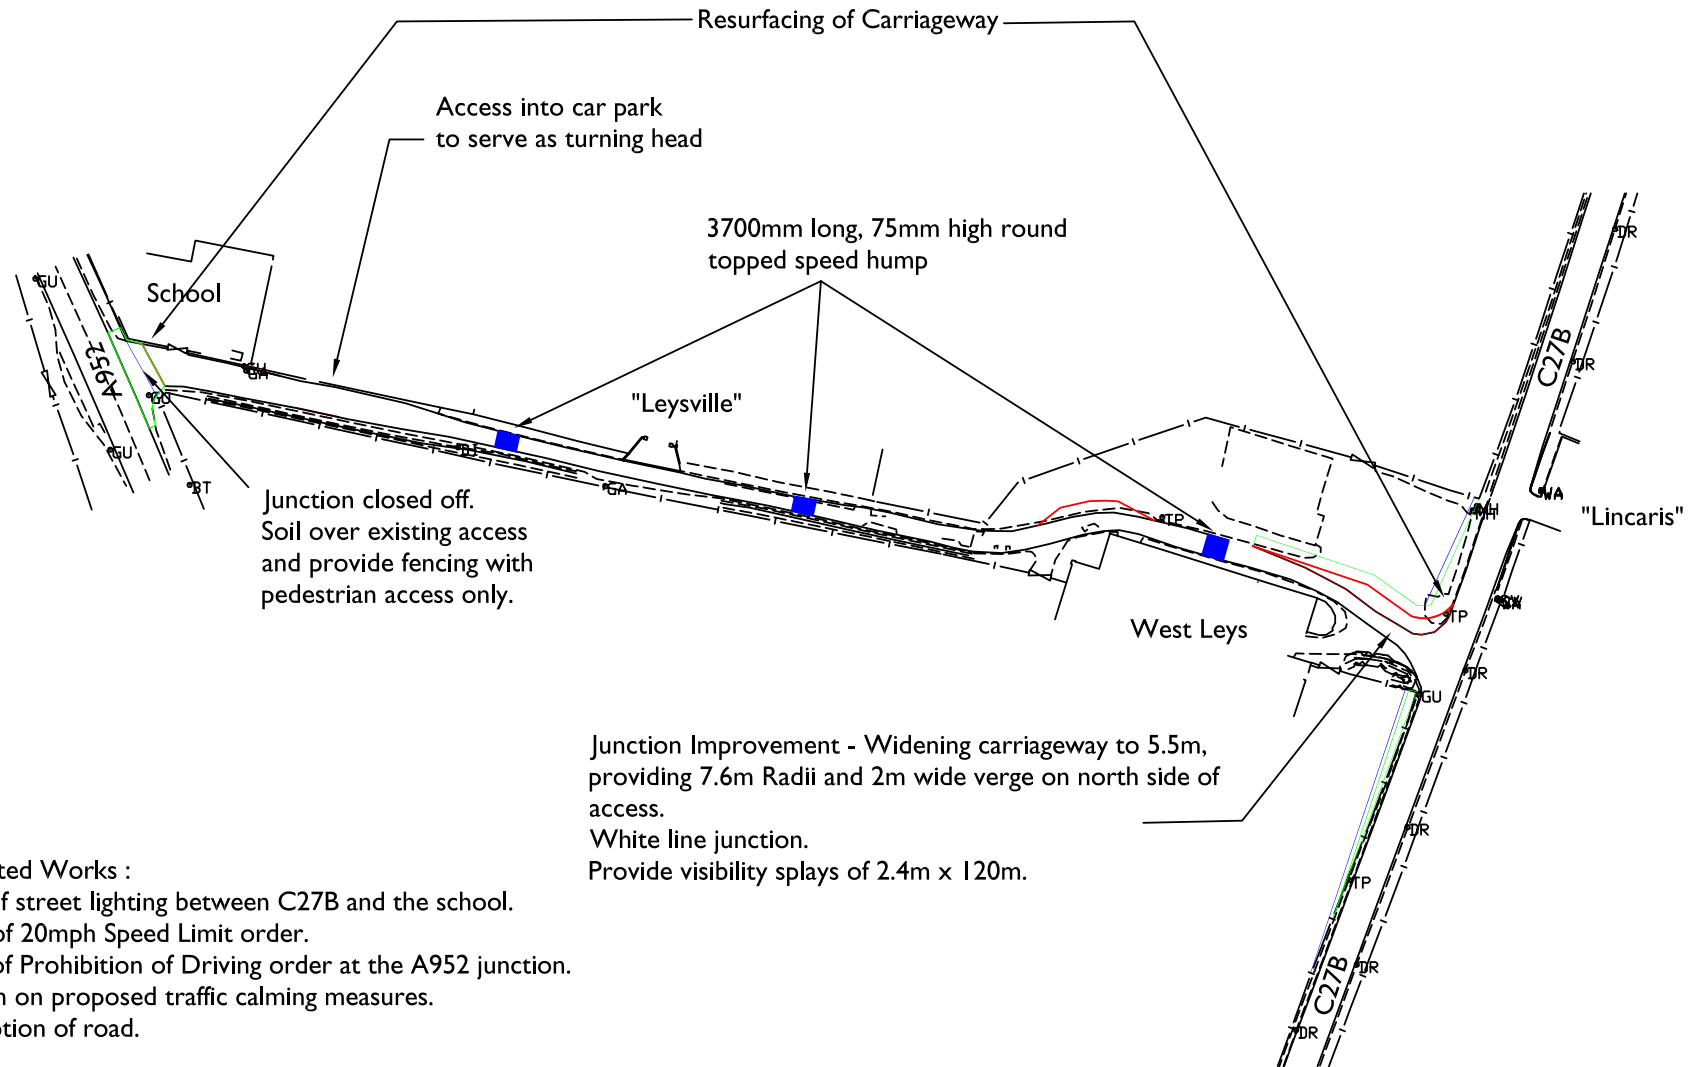 Resurfacing of Carriageway
Access into car park
to serve as turning head
3700mm long, 75mm high round
topped speed hump
DR
GU
School
A952
GU
GU
BT
C27B
DR
"Leysville"
BT
GA
Junction closed off.
Soil over existing access
and provide fencing with
pedestrian access only.
WA
"Lincaris"
TP
MH
TP
West Leys
DR
GU
Junction Improvement - Widening carriageway to 5.5m,
providing 7.6m Radii and 2m wide verge on north side of
access.
White line junction.
Provide visibility splays of 2.4m x 120m.
DR
TP
DR
C27B
DR
ted Works :
f street lighting between C27B and the school.
of 20mph Speed Limit order.
of Prohibition of Driving order at the A952 junction.
n on proposed traffic calming measures.
tion of road.